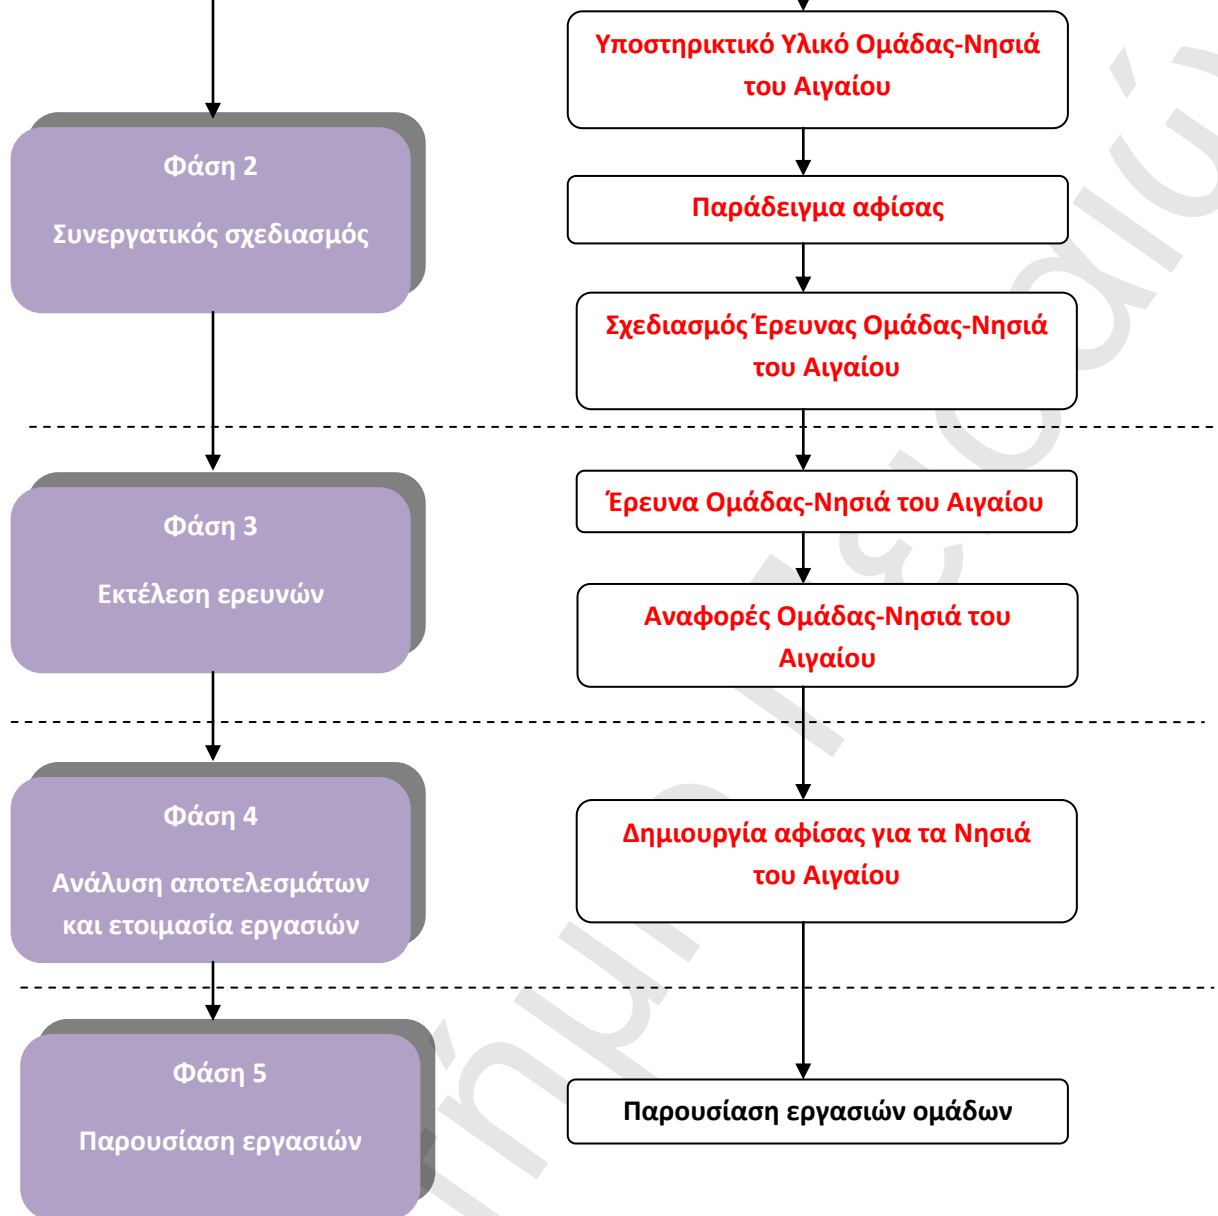 Υποστηρικτικό Υλικό Ομάδας-Νησιά
του Αιγαίου
Φάση 2
Συνεργατικός σχεδιασμός
Παράδειγμα αφίσας
Σχεδιασμός Έρευνας Ομάδας-Νησιά
του Αιγαίου
Φάση 3
Εκτέλεση ερευνών
Έρευνα Ομάδας-Νησιά του Αιγαίου
Αναφορές Ομάδας-Νησιά του
Αιγαίου
Φάση 4
Ανάλυση αποτελεσμάτων
και ετοιμασία εργασιών
Δημιουργία αφίσας για τα Νησιά
του Αιγαίου
Φάση 5
Παρουσίαση εργασιών
Παρουσίαση εργασιών ομάδων